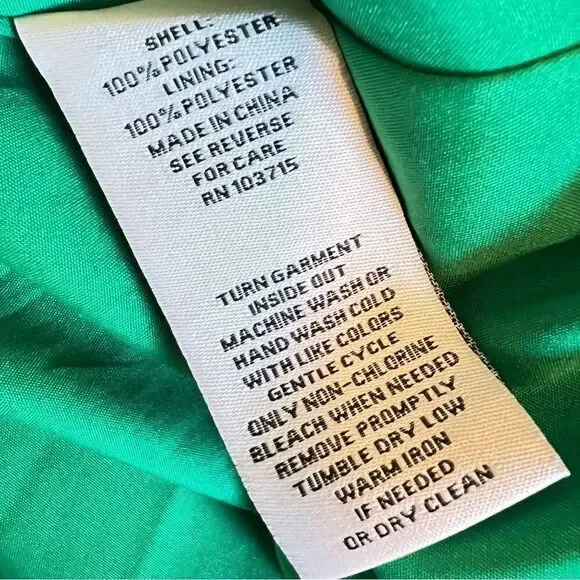 SHELL:
100% POLYESTER
LINING:
100% POLYESTER
MADE IN CHINA
SEE REVERSE
FOR CARE
RN 103715
TURN GARMENT
INSIDE OUT
MACHINE WASH OR
HAND WASH COLD
WITH LIKE COLORS
GENTLE CYCLE
ONLY NON-CHLORINE
BLEACH WHEN NEEDED
REMOVE PROMPTLY
TUMBLE DRY LOW
WARM IRON
IF NEEDED
OR DRY CLEAN